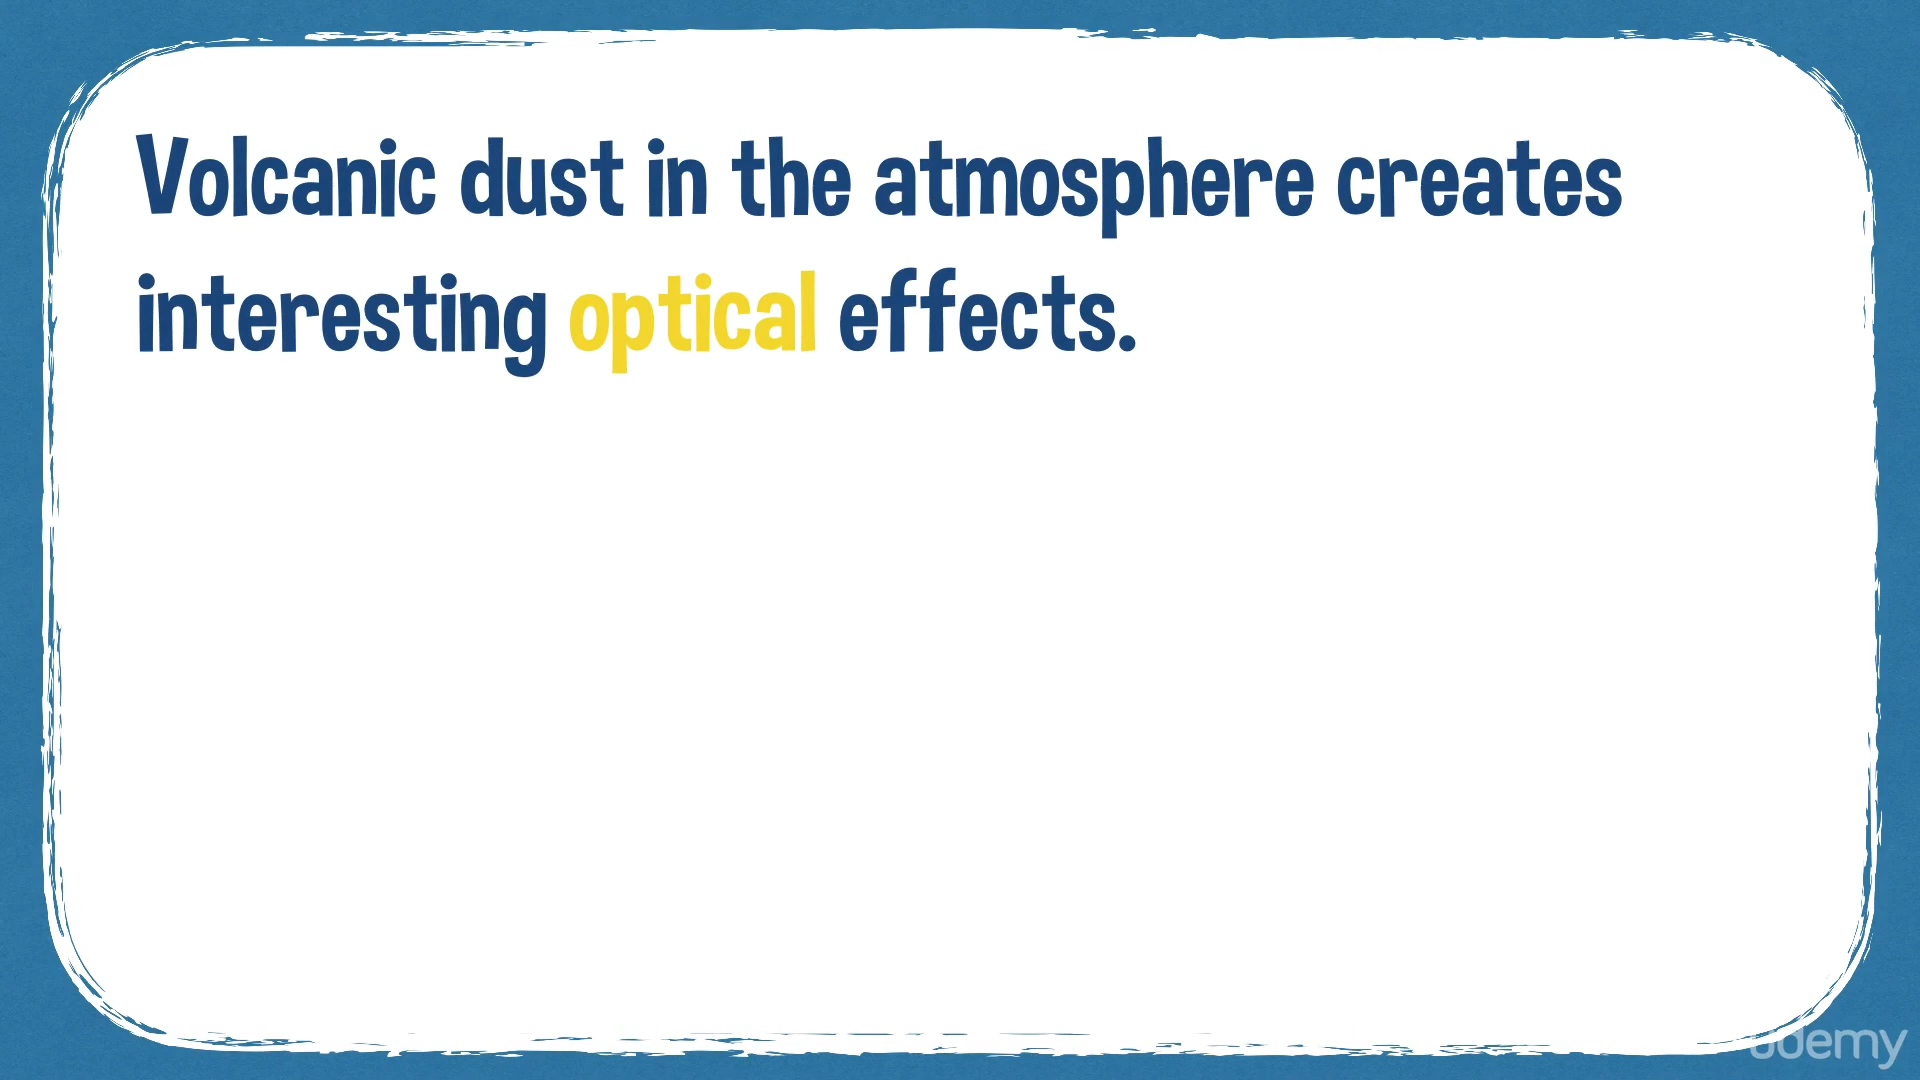 Volcanic dust in the atmosphere creates
interesting optical effects.
udemy